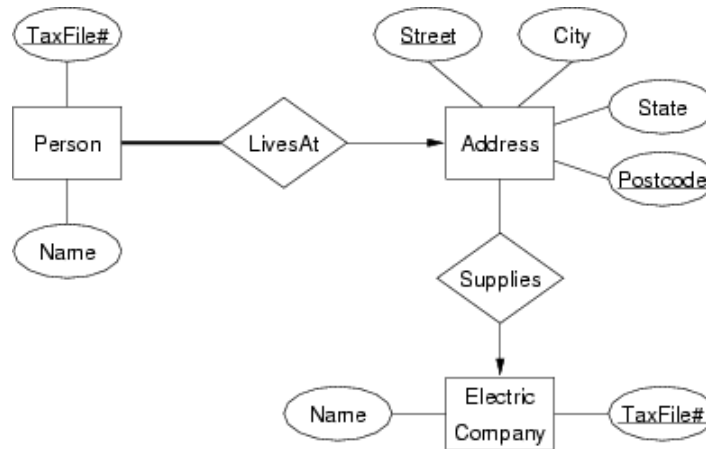 TaxFile#
Street
City
Person
LivesAt
Address
State
Postcode
Name
Supplies
Name
Electric
Company
TaxFile#